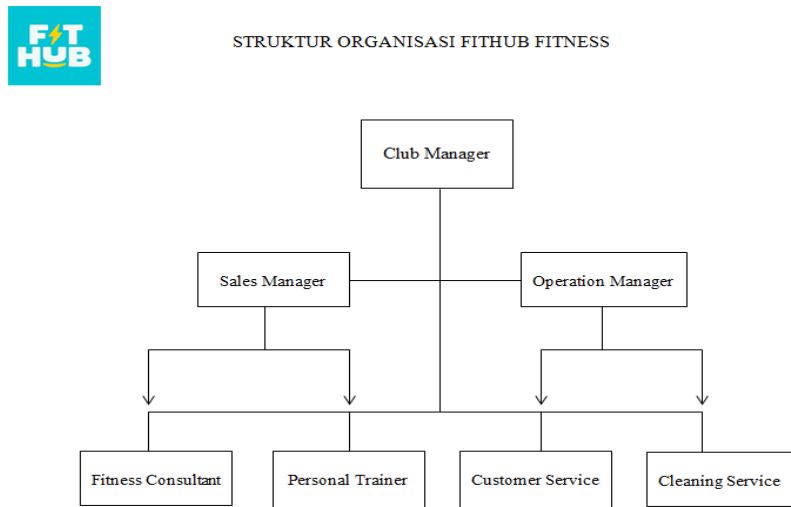 FIT
HUB
STRUKTUR ORGANISASI FITHUB FITNESS
Club Manager
Sales Manager
Operation Manager
Fitness Consultant
Personal Trainer
Customer Service
Cleaning Service